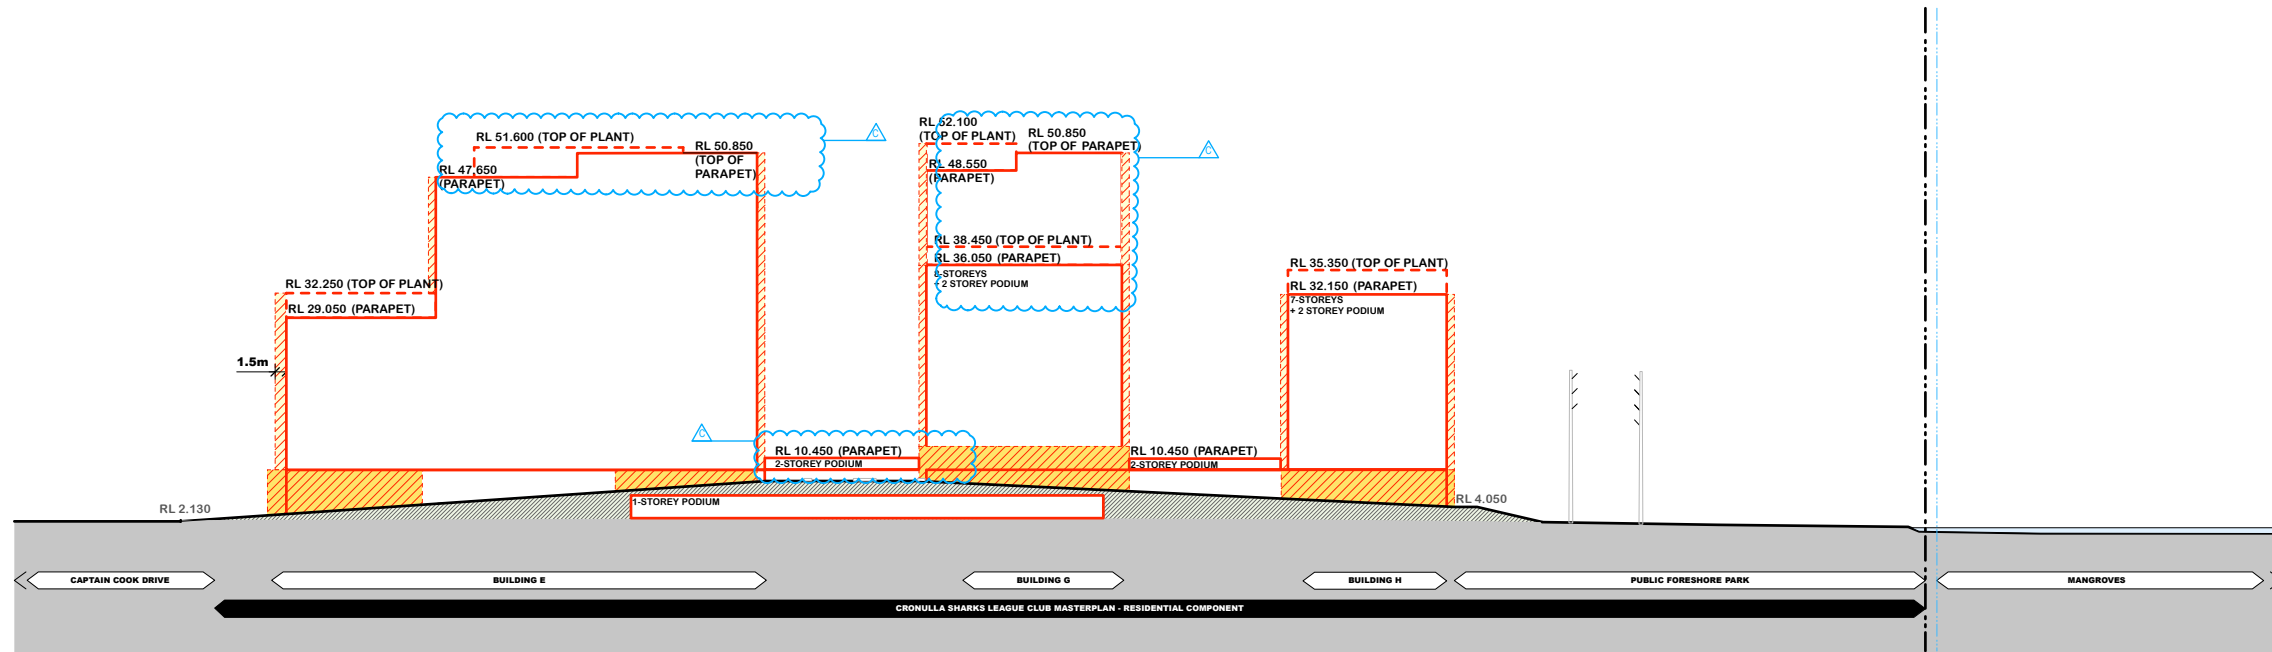 C
C
RL 52.100
(TOP OF PLANT)
RL 51.600 (TOP OF PLANT)
RL 50.850
(TOP OF
PARAPET)
RL 50.850
(TOP OF PARAPET)
RL 47.650
(PARAPET)
RL 48.550
(PARAPET)
RL 38.450 (TOP OF PLANT)
RL 36.050 (PARAPET)
8-STOREYS
+ 2 STOREY PODIUM
RL 35.350 (TOP OF PLANT)
RL 32.150 (PARAPET)
7-STOREYS
+ 2 STOREY PODIUM
RL 32.250 (TOP OF PLANT)
RL 29.050 (PARAPET)
1.5m
C
RL 10.450 (PARAPET)
2-STOREY PODIUM
RL 10.450 (PARAPET)
2-STOREY PODIUM
1-STOREY PODIUM
RL 2.130
RL 4.050
CAPTAIN COOK DRIVE
BUILDING E
BUILDING G
BUILDING H
PUBLIC FORESHORE PARK
MANGROVES
CRONULLA SHARKS LEAGUE CLUB MASTERPLAN - RESIDENTIAL COMPONENT